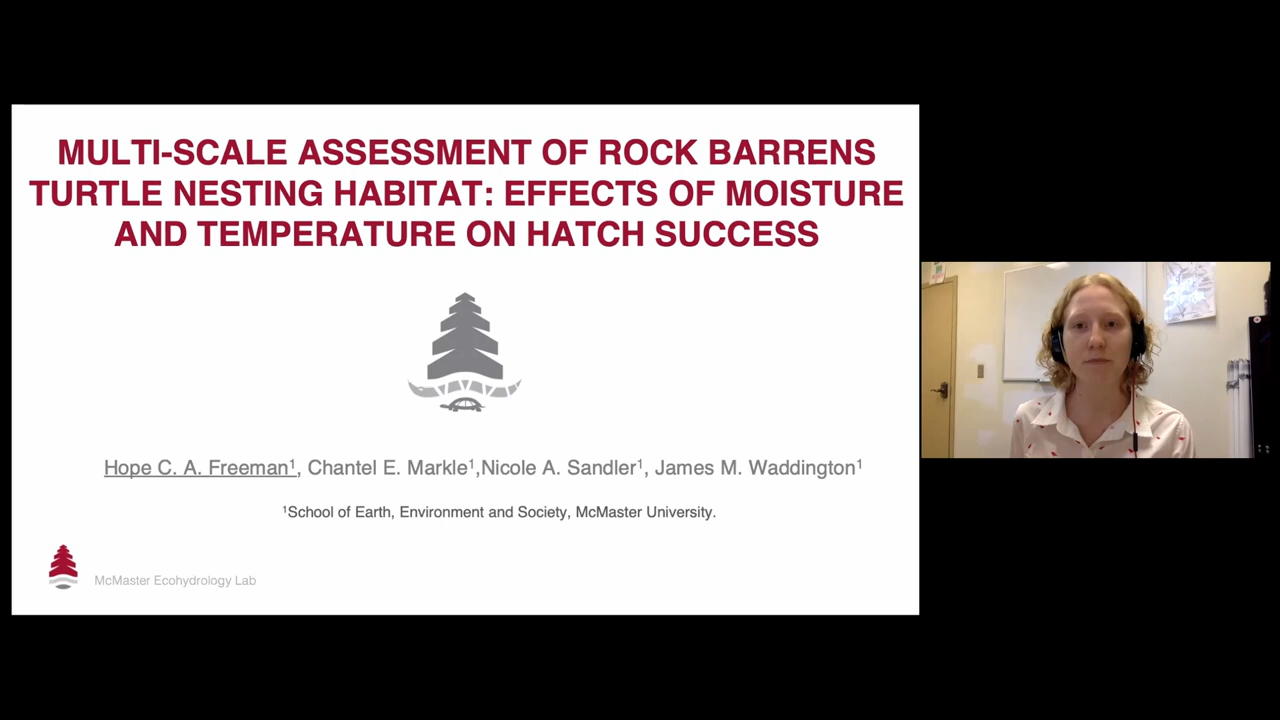 MULTI-SCALE ASSESSMENT OF ROCK BARRENS
TURTLE NESTING HABITAT: EFFECTS OF MOISTURE
AND TEMPERATURE ON HATCH SUCCESS
Hope C. A. Freeman¹, Chantel E. Markle¹,Nicole A. Sandler¹, James M. Waddington¹
¹School of Earth, Environment and Society, McMaster University.
McMaster Ecohydrology Lab